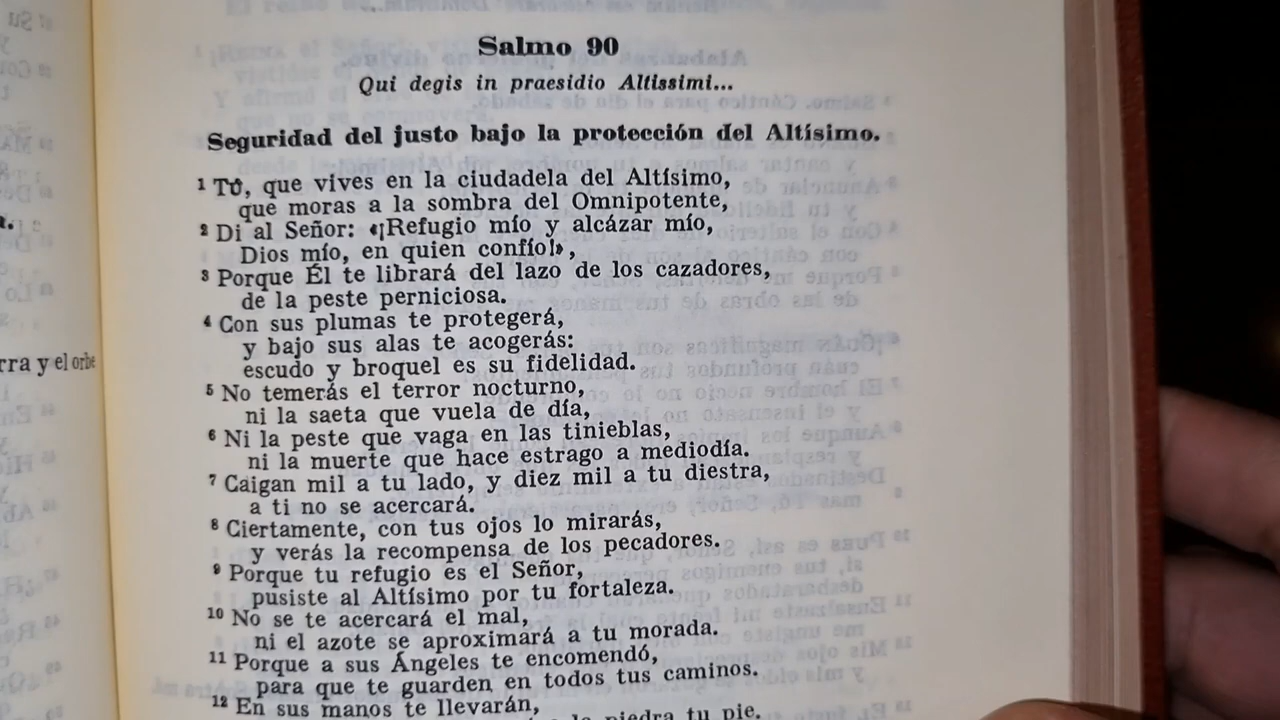 Salmo 90
Qui degis in praesidio Altissimi...
Seguridad del justo bajo la protección del Altísimo.
1 Tú, que vives en la ciudadela del Altísimo,
que moras a la sombra del Omnipotente,
2 Di al Señor: «¡Refugio mío y alcázar mío,
Dios mío, en quien confío!»,
3 Porque Él te librará del lazo de los cazadores,
de la peste perniciosa.
4 Con sus plumas te protegerá,
y bajo sus alas te acogerás:
escudo y broquel es su fidelidad.
5 No temerás el terror nocturno,
ni la saeta que vuela de día,
6 Ni la peste que vaga en las tinieblas,
ni la muerte que hace estrago a mediodía.
7 Caigan mil a tu lado, y diez mil a tu diestra,
a ti no se acercará.
8 Ciertamente, con tus ojos lo mirarás,
y verás la recompensa de los pecadores.
9 Porque tu refugio es el Señor,
pusiste al Altísimo por tu fortaleza.
10 No se te acercará el mal,
ni el azote se aproximará a tu morada.
11 Porque a sus Ángeles te encomendó,
para que te guarden en todos tus caminos.
12 En sus manos te llevarán,
piedra tu pie.
rra y el orbe